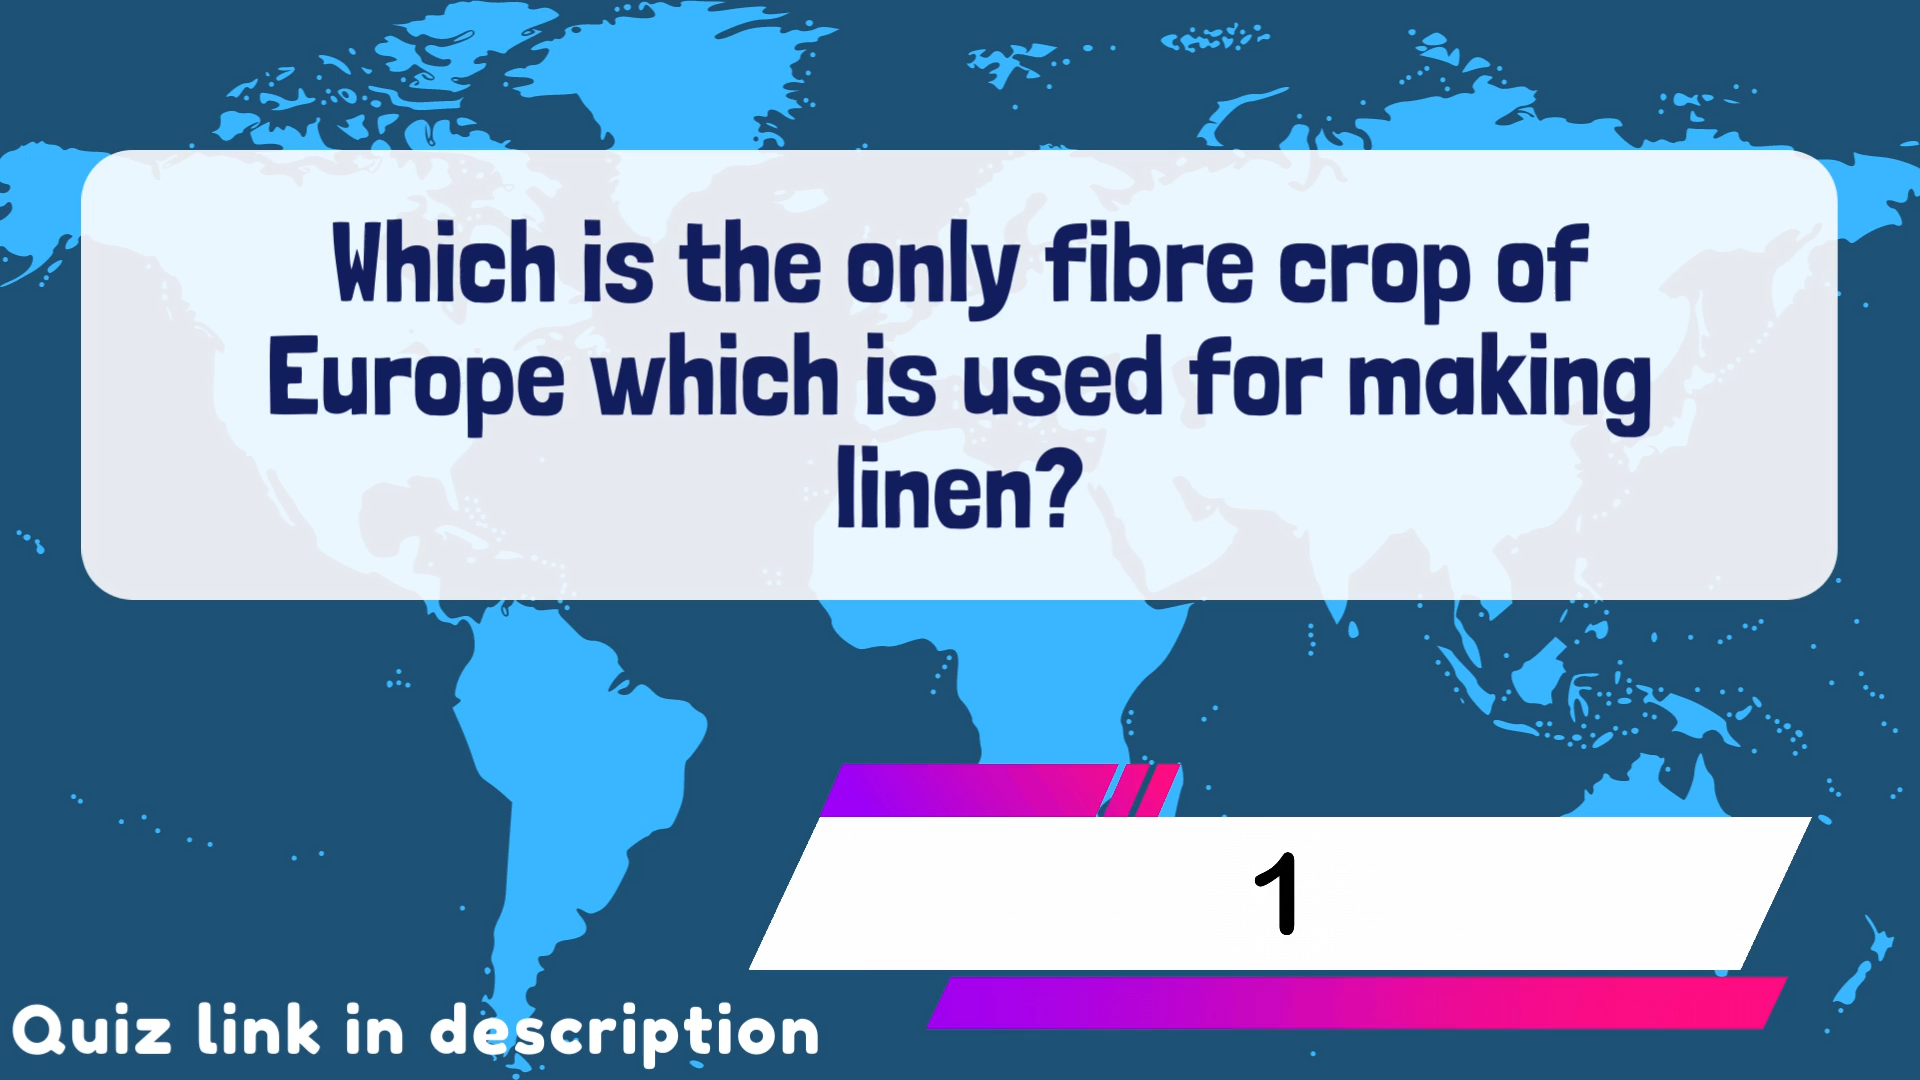 Which is the only fibre crop of
Europe which is used for making
linen?
1
Quiz link in description